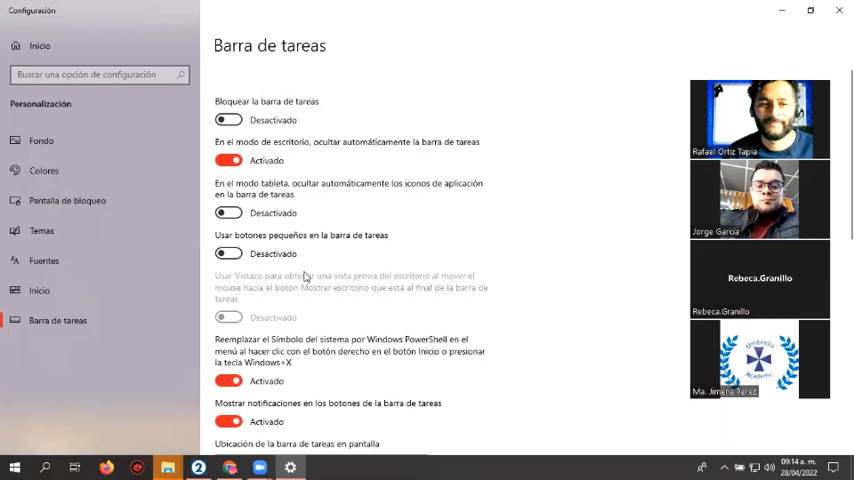 Configuración
Inicio
Buscar una opción de configuración
Personalización
Fondo
Colores
Pantalla de bloqueo
Temas
Fuentes
Inicio
Barra de tareas
Barra de tareas
Bloquear la barra de tareas
Desactivado
En el modo de escritorio, ocultar automáticamente la barra de tareas
Activado
En el modo tableta, ocultar automáticamente los iconos de aplicación
en la barra de tareas
Desactivado
Usar botones pequeños en la barra de tareas
Desactivado
Usar Vistazo para obtener una vista previa del escritorio al mover el
mouse hacia el botón Mostrar escritorio que está al final de la barra de
tareas
Desactivado
Reemplazar el Símbolo del sistema por Windows PowerShell en el
menú al hacer clic con el botón derecho en el botón Inicio o presionar
la tecla Windows+X
Activado
Mostrar notificaciones en los botones de la barra de tareas
Activado
Ubicación de la barra de tareas en pantalla
Rafael Ortiz Tapia
Jorge García
Rebeca.Granillo
Rebeca.Granillo
Umbrella
Academy
Ma. Jimena Perez
2
09:14 a. m.
28/04/2022